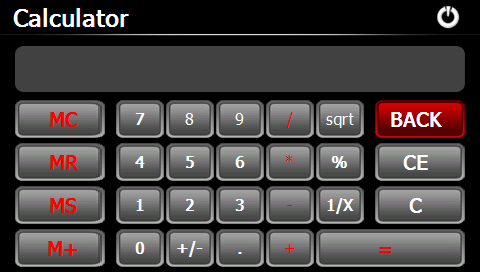 Calculator
MC 7 8 9 / sqrt BACK
MR 4 5 6 * % CE
MS 1 2 3 - 1/X C
M+ 0 +/- . + =